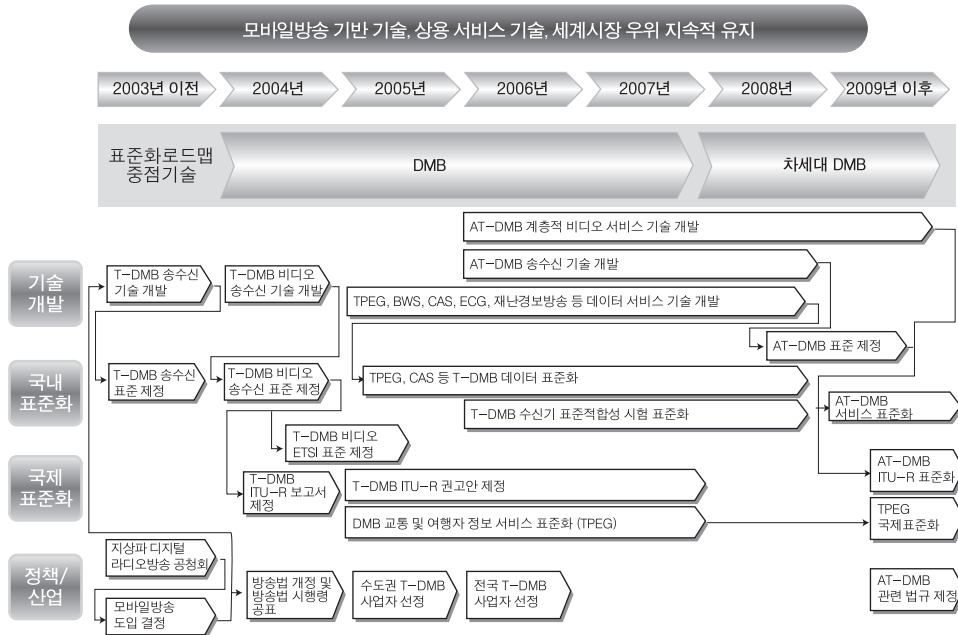 모바일방송 기반 기술, 상용 서비스 기술, 세계시장 우위 지속적 유지
2003년 이전
2004년
2005년
2006년
2007년
2008년
2009년 이후
표준화로드맵
중점기술
DMB
차세대 DMB
기술
개발
AT-DMB 계층적 비디오 서비스 기술 개발
AT-DMB 송수신 기술 개발
T-DMB 송수신
기술 개발
T-DMB 비디오
송수신 기술 개발
TPEG, BWS, CAS, ECG, 재난경보방송 등 데이터 서비스 기술 개발
AT-DMB 표준 제정
국내
표준화
T-DMB 송수신
표준 제정
T-DMB 비디오
송수신 표준 제정
TPEG, CAS 등 T-DMB 데이터 표준화
T-DMB 수신기 표준적합성 시험 표준화
AT-DMB
서비스 표준화
T-DMB 비디오
ETSI 표준 제정
국제
표준화
T-DMB
ITU-R 보고서
제정
T-DMB ITU-R 권고안 제정
AT-DMB
ITU-R 표준화
DMB 교통 및 여행자 정보 서비스 표준화 (TPEG)
TPEG
국제표준화
정책/
산업
지상파 디지털
라디오방송 공청회
모바일방송
도입 결정
방송법 개정 및
방송법 시행령
공표
수도권 T-DMB
사업자 선정
전국 T-DMB
사업자 선정
AT-DMB
관련 법규 제정